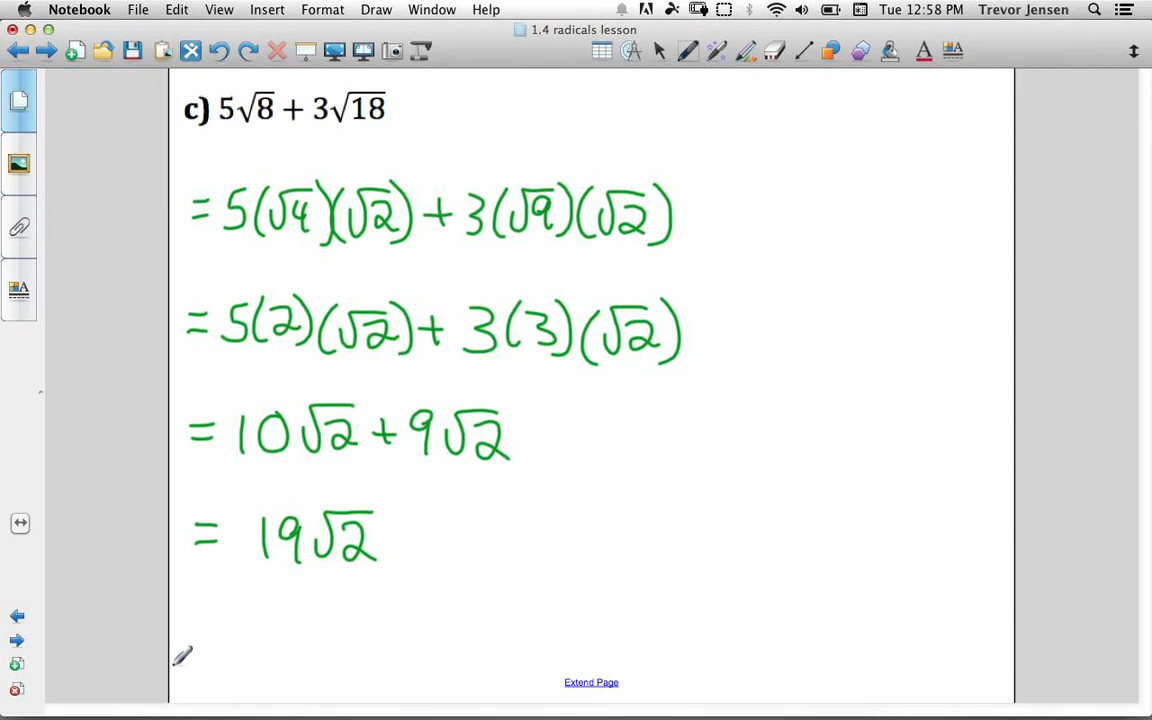 Notebook File Edit View Insert Format Draw Window Help Tue 12:58 PM Trevor Jensen
1.4 radicals lesson
c) 5√8 + 3√18
= 5(√4)(√2) + 3(√9)(√2)
= 5(2)(√2) + 3(3)(√2)
= 10√2 + 9√2
= 19√2
Extend Page